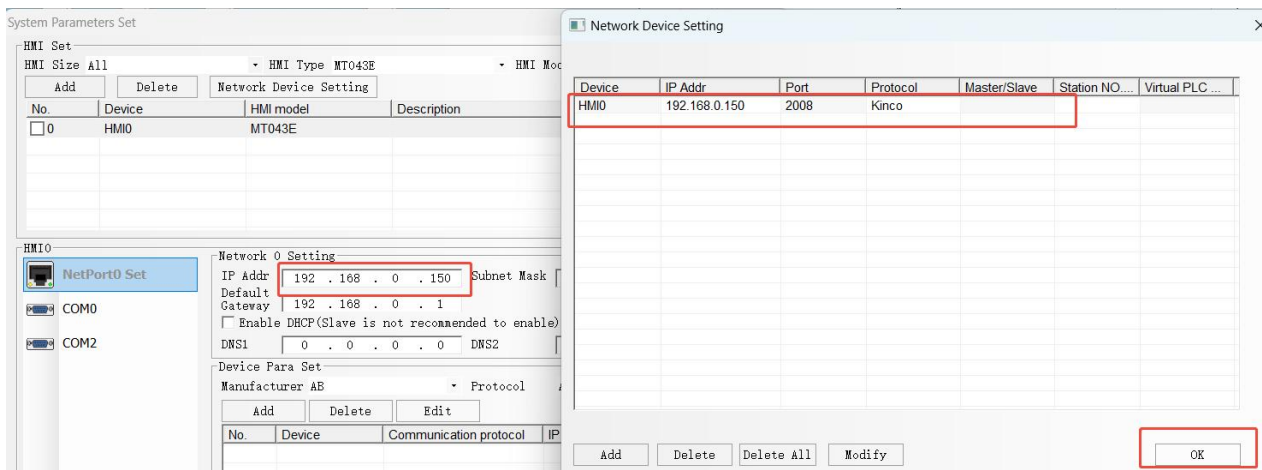 System Parameters Set
HMI Set
HMI Size All HMI Type MT043E HMI Mod
Add Delete Network Device Setting
No. Device HMI model Description
0 HMI0 MT043E
HMI0
NetPort0 Set
COM0
COM2
Network 0 Setting
IP Addr 192 . 168 . 0 . 150 Subnet Mask
Default
Gateway 192 . 168 . 0 . 1
Enable DHCP(Slave is not recommended to enable)
DNS1 0 . 0 . 0 . 0 DNS2
Device Para Set
Manufacturer AB Protocol
Add Delete Edit
No. Device Communication protocol IP
Network Device Setting
Device IP Addr Port Protocol Master/Slave Station NO.... Virtual PLC ...
HMI0 192.168.0.150 2008 Kinco
Add Delete Delete All Modify OK